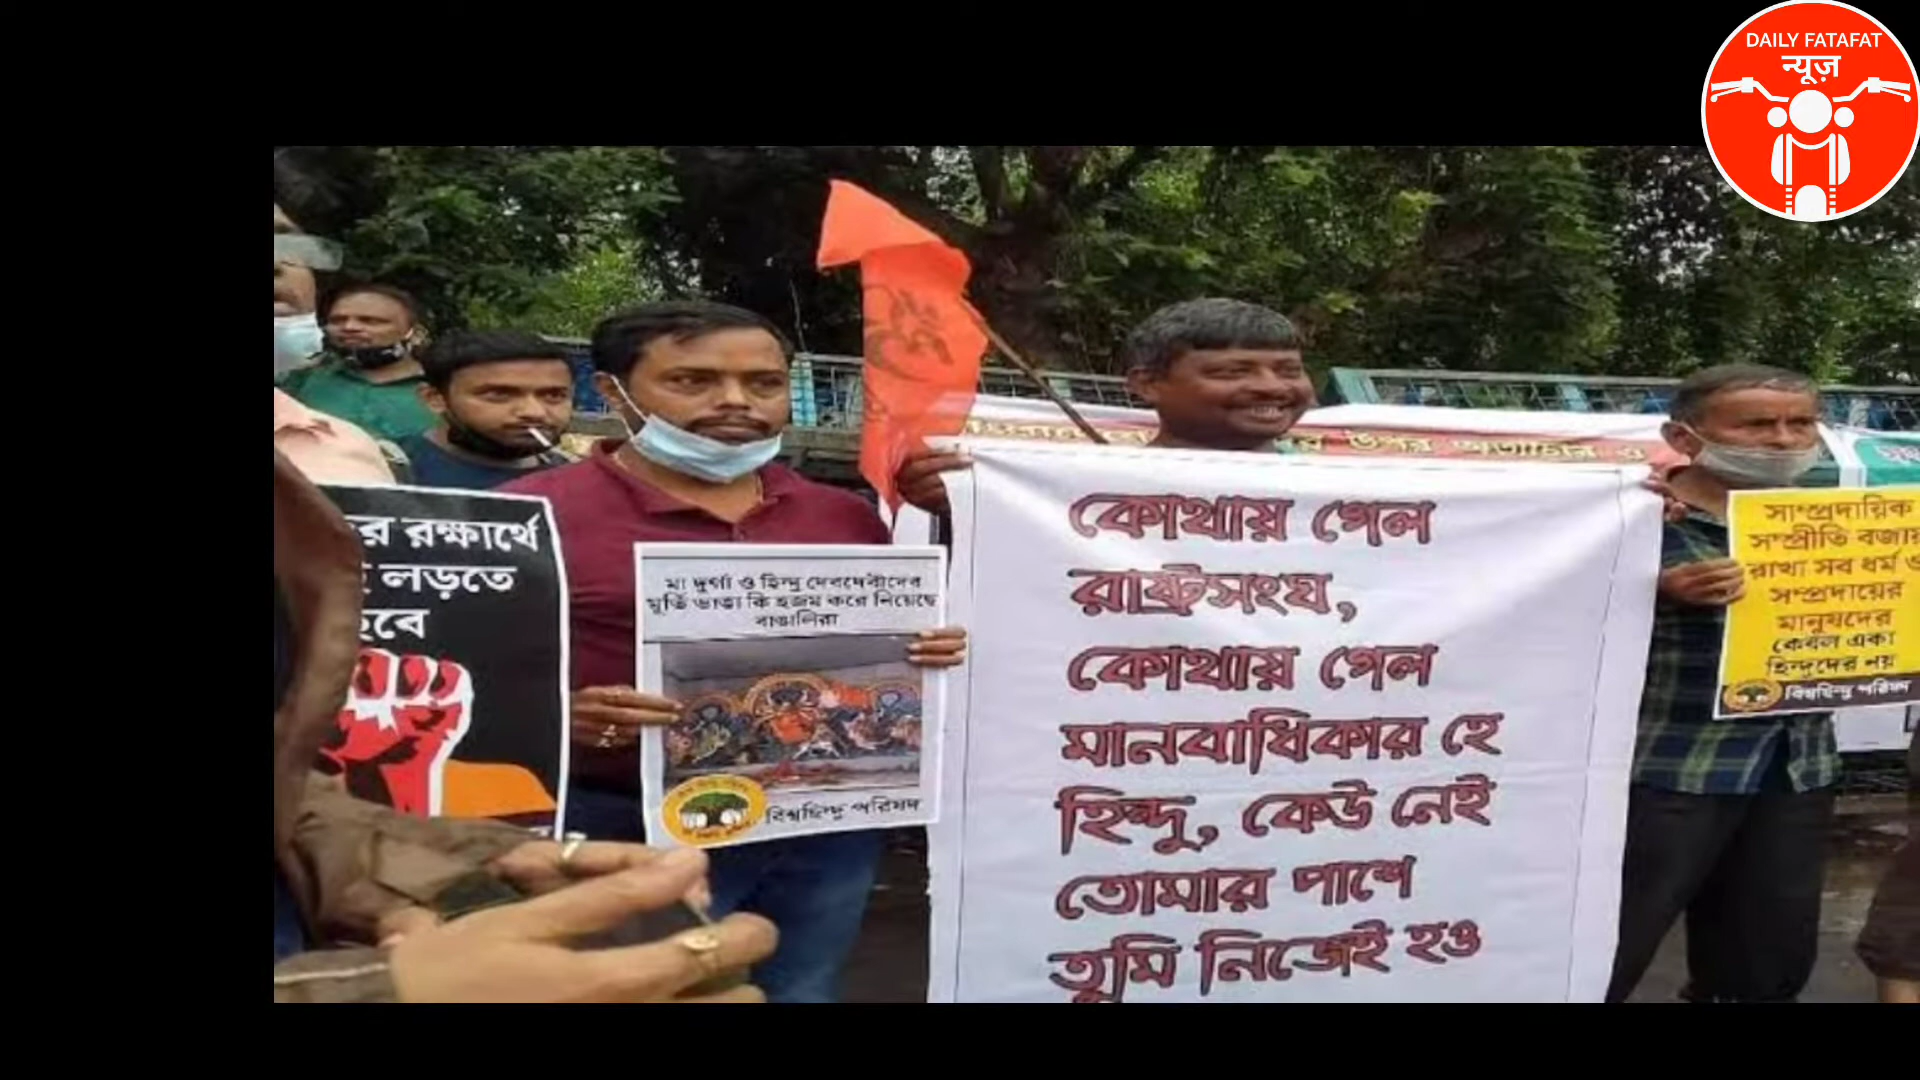 DAILY FATAFAT
न्यूज़
র রক্ষার্থে
লড়তে
হবে
মা দুর্গা ও হিন্দু দেবদেবীদের
মূর্তি ভাঙা কি হজম করে নিয়েছে
বাঙালিরা
বিশ্বহিন্দু পরিষদ
উপর অত্যাচার ও
কোথায় গেল
রাষ্ট্রসংঘ,
কোথায় গেল
মানবাধিকার হে
হিন্দু, কেউ নেই
তোমার পাশে
তুমি নিজেই হও
সাম্প্রদায়িক
সম্প্রীতি বজায়
রাখা সব ধর্ম ও
সম্প্রদায়ের
মানুষদের
কেবল একা
হিন্দুদের নয়
বিশ্বহিন্দু পরিষদ